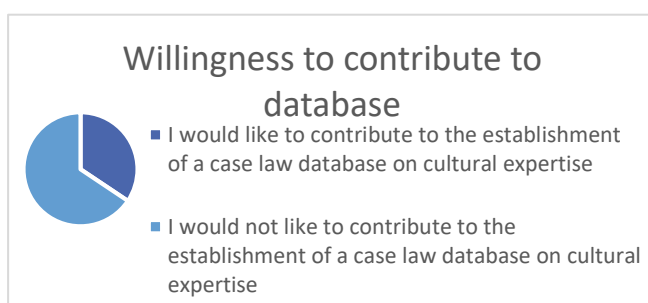 Willingness to contribute to
database
I would like to contribute to the establishment
of a case law database on cultural expertise
I would not like to contribute to the
establishment of a case law database on cultural
expertise